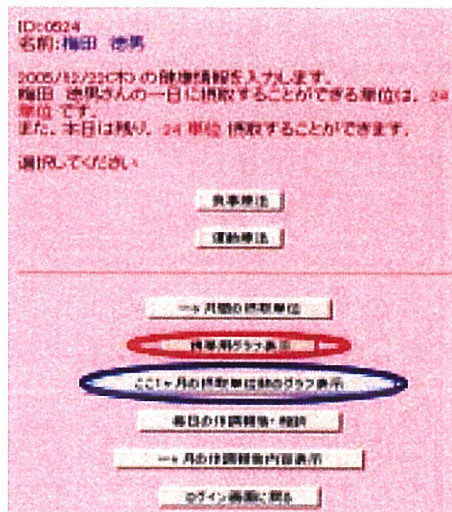 ID:0524
名前:梅田 徳男
2005/12/22(木) の健康情報を入力します。
梅田 徳男さんの一日に摂取することができる単位は、24
単位 です。
また、本日は残り、24 単位 摂取することができます。
選択してください
食事療法
運動療法
一ヶ月間の摂取単位
携帯用グラフ表示
ここ1ヶ月の摂取単位数のグラフ表示
毎日の体調報告・相談
一ヶ月の体調報告内容表示
ログイン画面に戻る